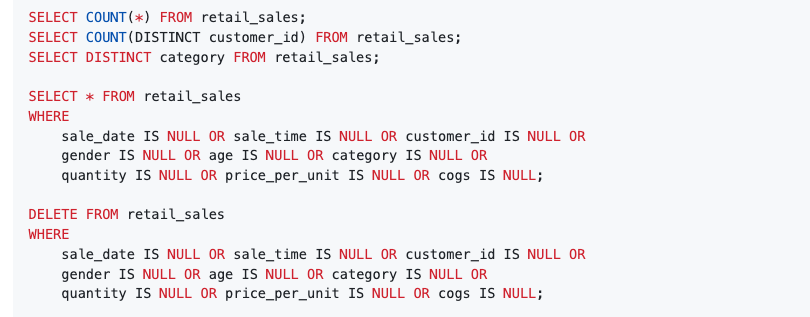 SELECT COUNT(*) FROM retail_sales;
SELECT COUNT(DISTINCT customer_id) FROM retail_sales;
SELECT DISTINCT category FROM retail_sales;

SELECT * FROM retail_sales
WHERE
    sale_date IS NULL OR sale_time IS NULL OR customer_id IS NULL OR
    gender IS NULL OR age IS NULL OR category IS NULL OR
    quantity IS NULL OR price_per_unit IS NULL OR cogs IS NULL;

DELETE FROM retail_sales
WHERE
    sale_date IS NULL OR sale_time IS NULL OR customer_id IS NULL OR
    gender IS NULL OR age IS NULL OR category IS NULL OR
    quantity IS NULL OR price_per_unit IS NULL OR cogs IS NULL;